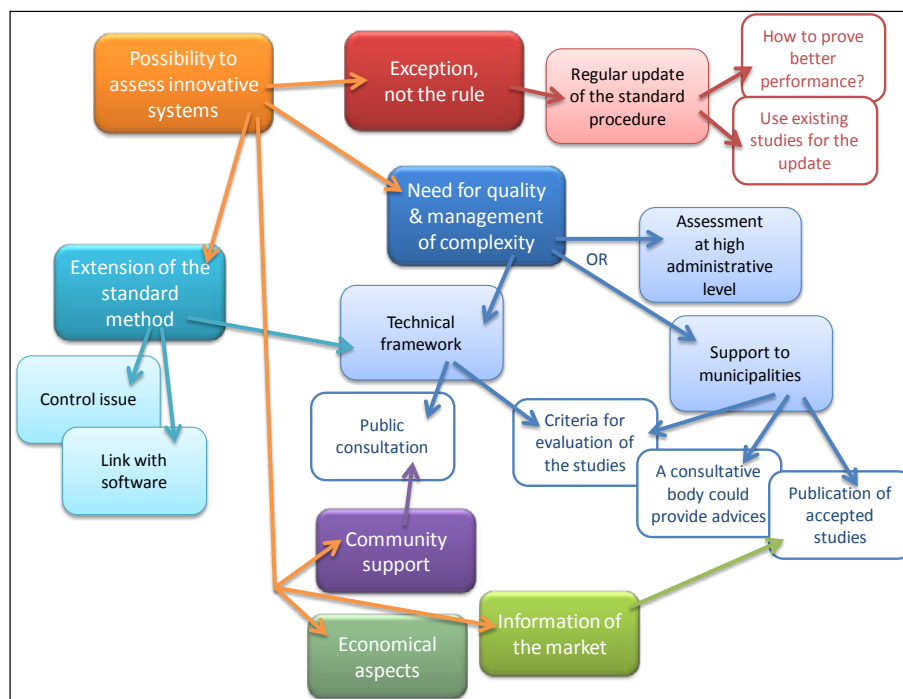 Possibility to
assess innovative
systems
Exception,
not the rule
Regular update
of the standard
procedure
How to prove
better
performance?
Use existing
studies for the
update
Need for quality
& management
of complexity
OR
Assessment
at high
administrative
level
Extension of the
standard
method
Technical
framework
Support to
municipalities
Control issue
Link with
software
Public
consultation
Criteria for
evaluation of
the studies
A consultative
body could
provide advices
Publication of
accepted
studies
Community
support
Information of
the market
Economical
aspects